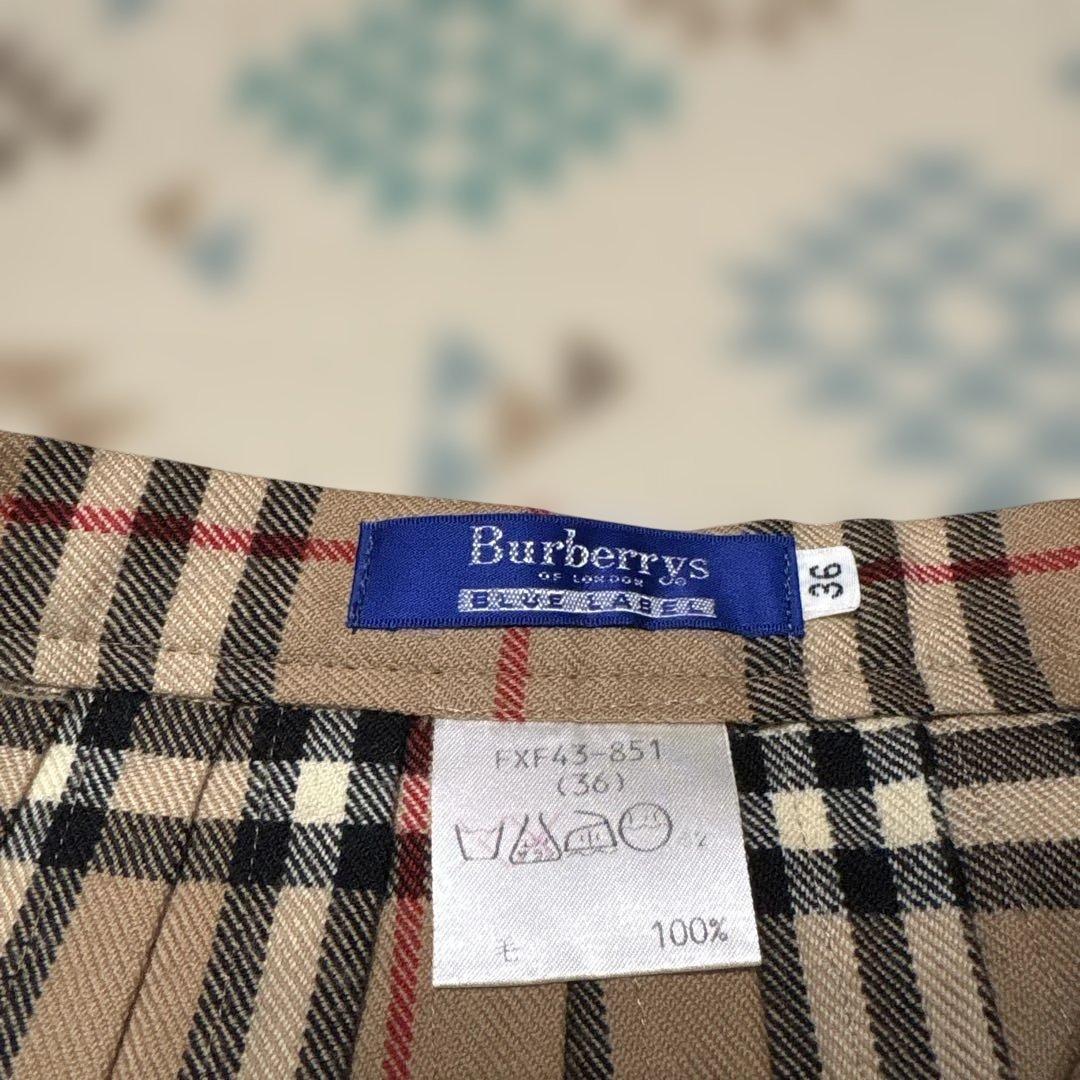 Burberrys
OF LONDON
BLUE LABEL
36
FXF43-851
(36)
毛 100%